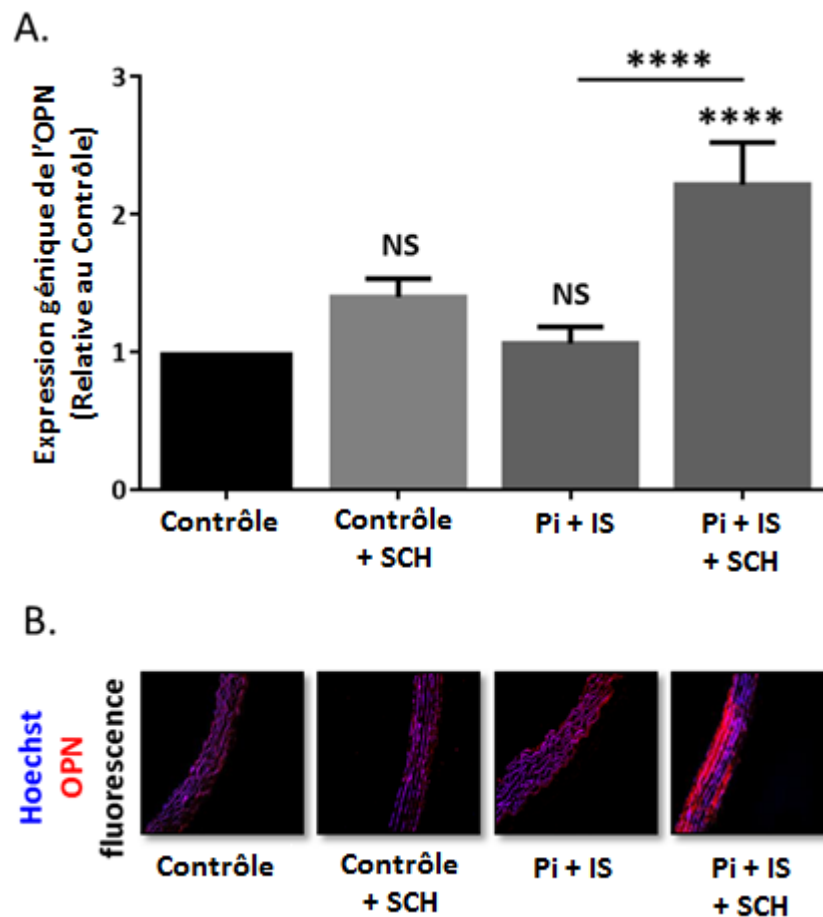 A.
Expression génique de l'OPN
(Relative au Contrôle)
3
2
1
0
****
****
NS
NS
Contrôle
Contrôle
+ SCH
Pi + IS
Pi + IS
+ SCH
B.
Hoechst
OPN
fluorescence
Contrôle
Contrôle
+ SCH
Pi + IS
Pi + IS
+ SCH